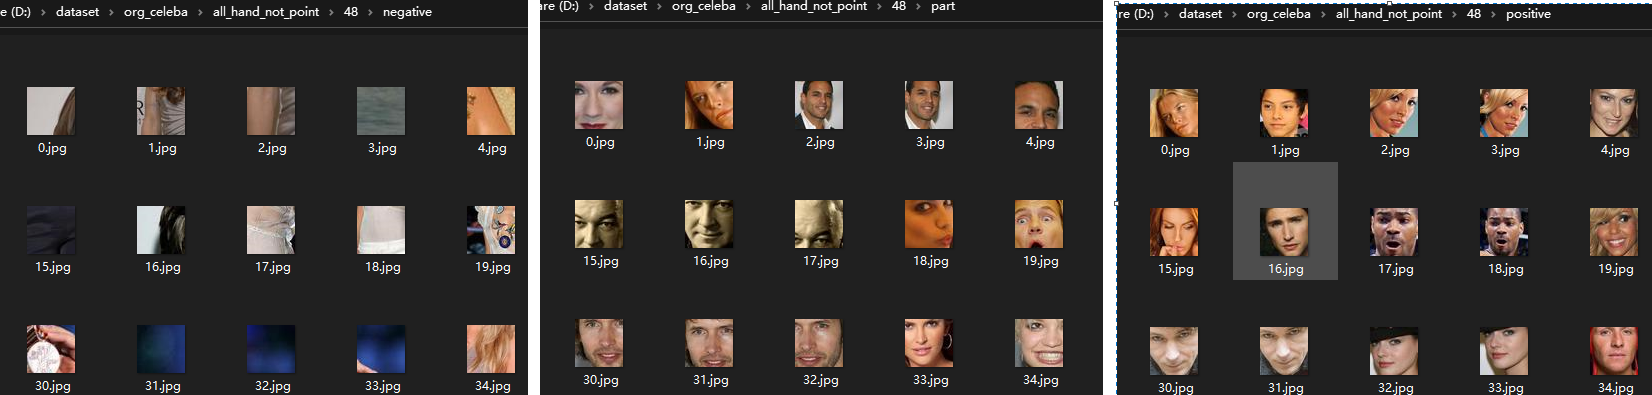 e (D:) › dataset › org_celeba › all_hand_not_point › 48 › negative
0.jpg 1.jpg 2.jpg 3.jpg 4.jpg
15.jpg 16.jpg 17.jpg 18.jpg 19.jpg
30.jpg 31.jpg 32.jpg 33.jpg 34.jpg
are (D:) › dataset › org_celeba › all_hand_not_point › 48 › part
0.jpg 1.jpg 2.jpg 3.jpg 4.jpg
15.jpg 16.jpg 17.jpg 18.jpg 19.jpg
30.jpg 31.jpg 32.jpg 33.jpg 34.jpg
re (D:) › dataset › org_celeba › all_hand_not_point › 48 › positive
0.jpg 1.jpg 2.jpg 3.jpg 4.jpg
15.jpg 16.jpg 17.jpg 18.jpg 19.jpg
30.jpg 31.jpg 32.jpg 33.jpg 34.jpg